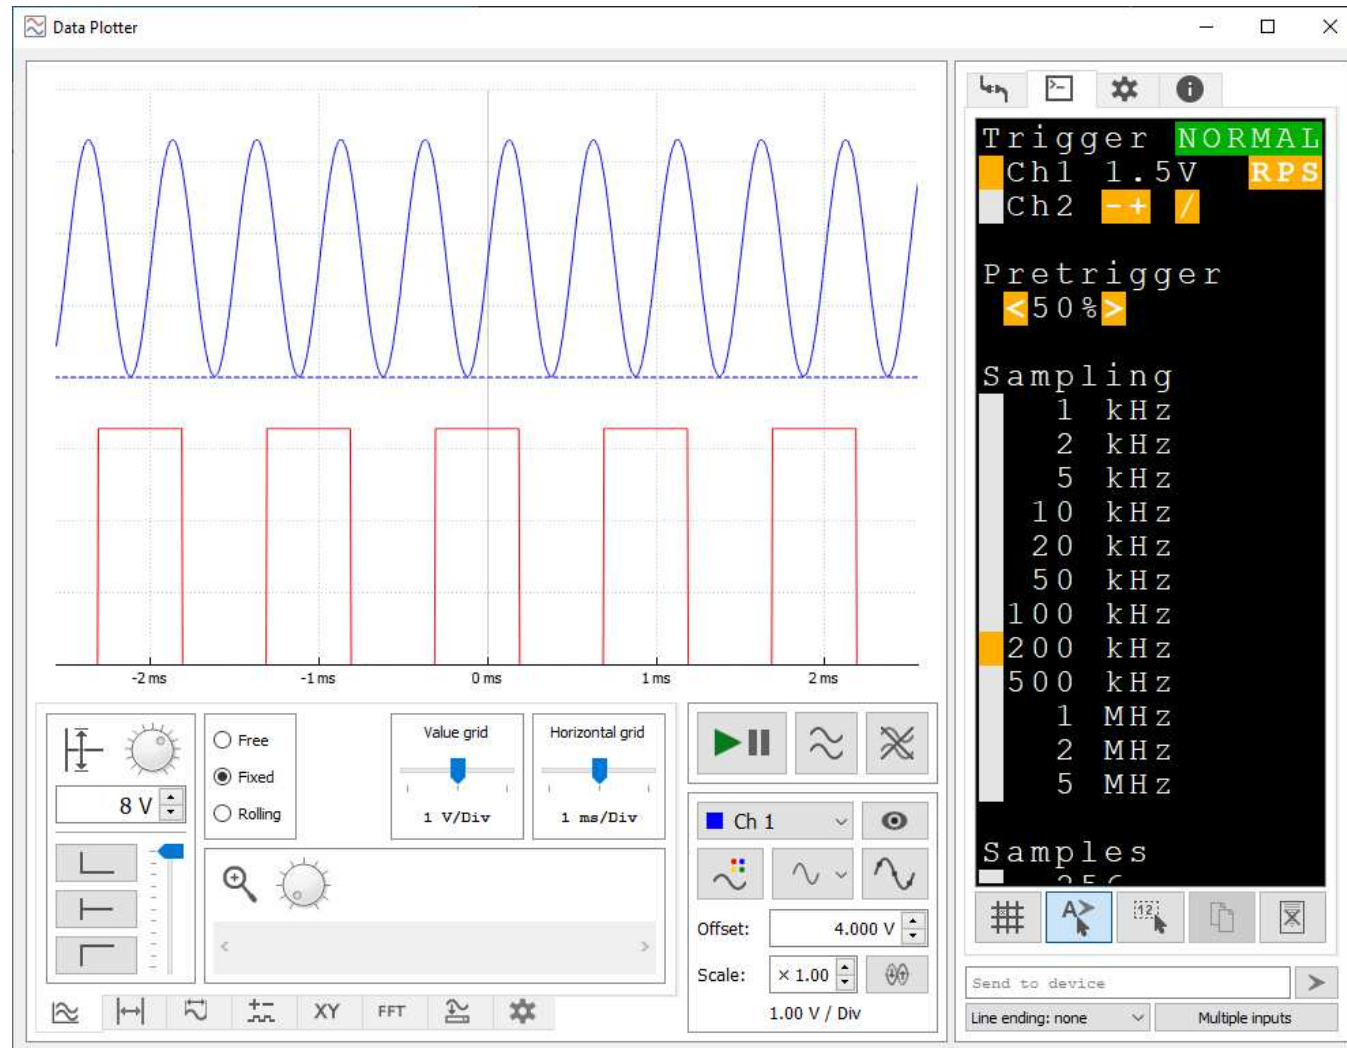 Data Plotter
-2 ms
-1 ms
0 ms
1 ms
2 ms
8 V
Free
Fixed
Rolling
Value grid
1 V/Div
Horizontal grid
1 ms/Div
XY
FFT
Ch 1
Offset:
4.000 V
Scale:
× 1.00
1.00 V / Div
Trigger NORMAL
Ch1 1.5V RPS
Ch2 -+ /
Pretrigger
<50%>
Sampling
1 kHz
2 kHz
5 kHz
10 kHz
20 kHz
50 kHz
100 kHz
200 kHz
500 kHz
1 MHz
2 MHz
5 MHz
Samples
256
A
12
Send to device
Line ending: none
Multiple inputs